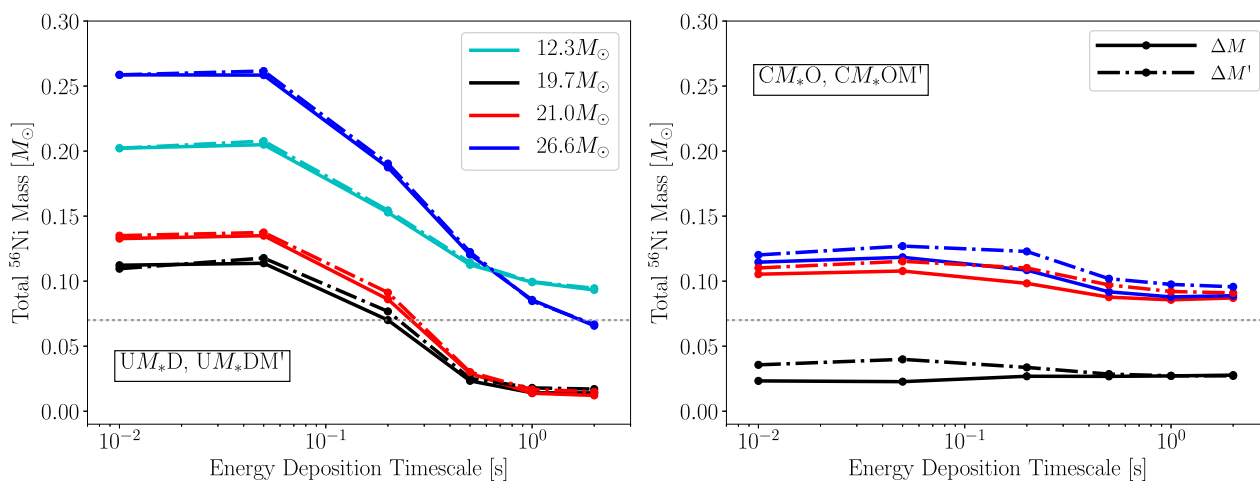 0.30
0.25
0.20
0.15
0.10
0.05
0.00
Total ⁵⁶Ni Mass [M⊙]
12.3M⊙
19.7M⊙
21.0M⊙
26.6M⊙
UM*D, UM*DM'
10⁻²
10⁻¹
10⁰
Energy Deposition Timescale [s]
0.30
0.25
0.20
0.15
0.10
0.05
0.00
Total ⁵⁶Ni Mass [M⊙]
CM*O, CM*OM'
ΔM
ΔM'
10⁻²
10⁻¹
10⁰
Energy Deposition Timescale [s]